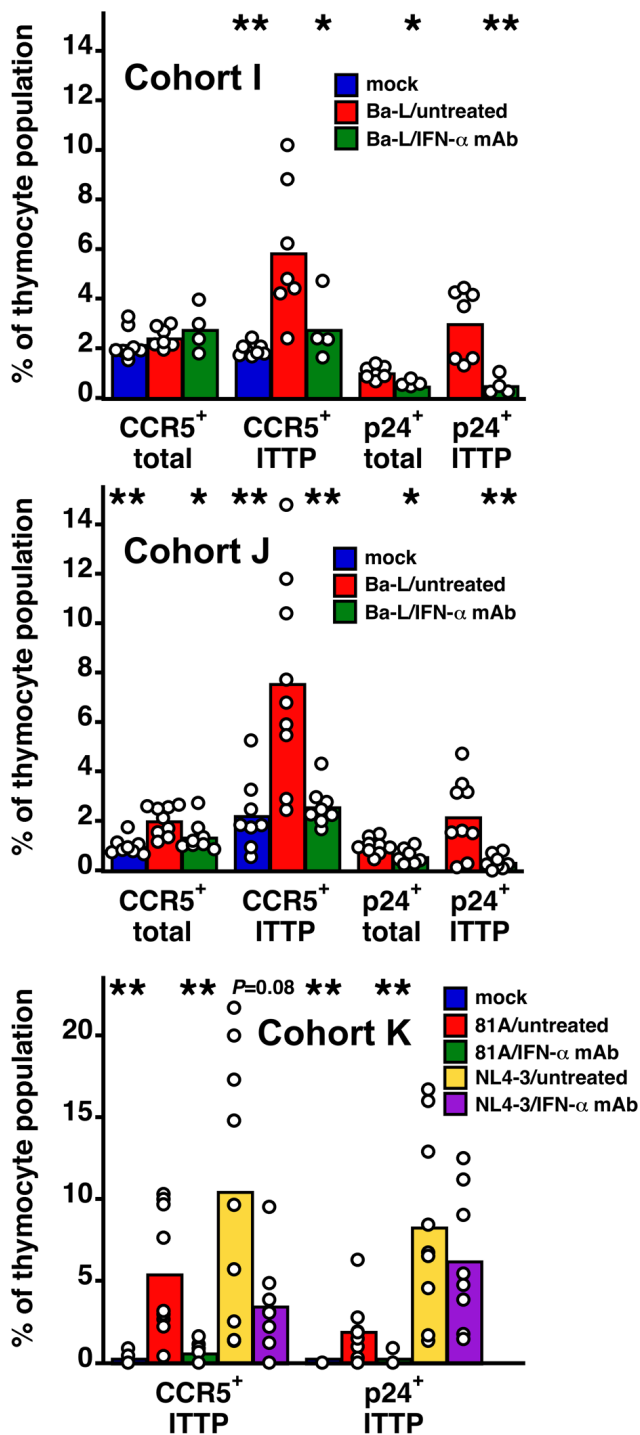 ** * * **
14
12
10
8
6
4
2
0
% of thymocyte population
Cohort I
mock
Ba-L/untreated
Ba-L/IFN-α mAb
CCR5+ CCR5+ p24+ p24+
total ITTP total ITTP
** * ** ** * **
14
12
10
8
6
4
2
0
% of thymocyte population
Cohort J
mock
Ba-L/untreated
Ba-L/IFN-α mAb
CCR5+ CCR5+ p24+ p24+
total ITTP total ITTP
** ** P=0.08 ** **
20
15
10
5
0
% of thymocyte population
Cohort K
mock
81A/untreated
81A/IFN-α mAb
NL4-3/untreated
NL4-3/IFN-α mAb
CCR5+ p24+
ITTP ITTP